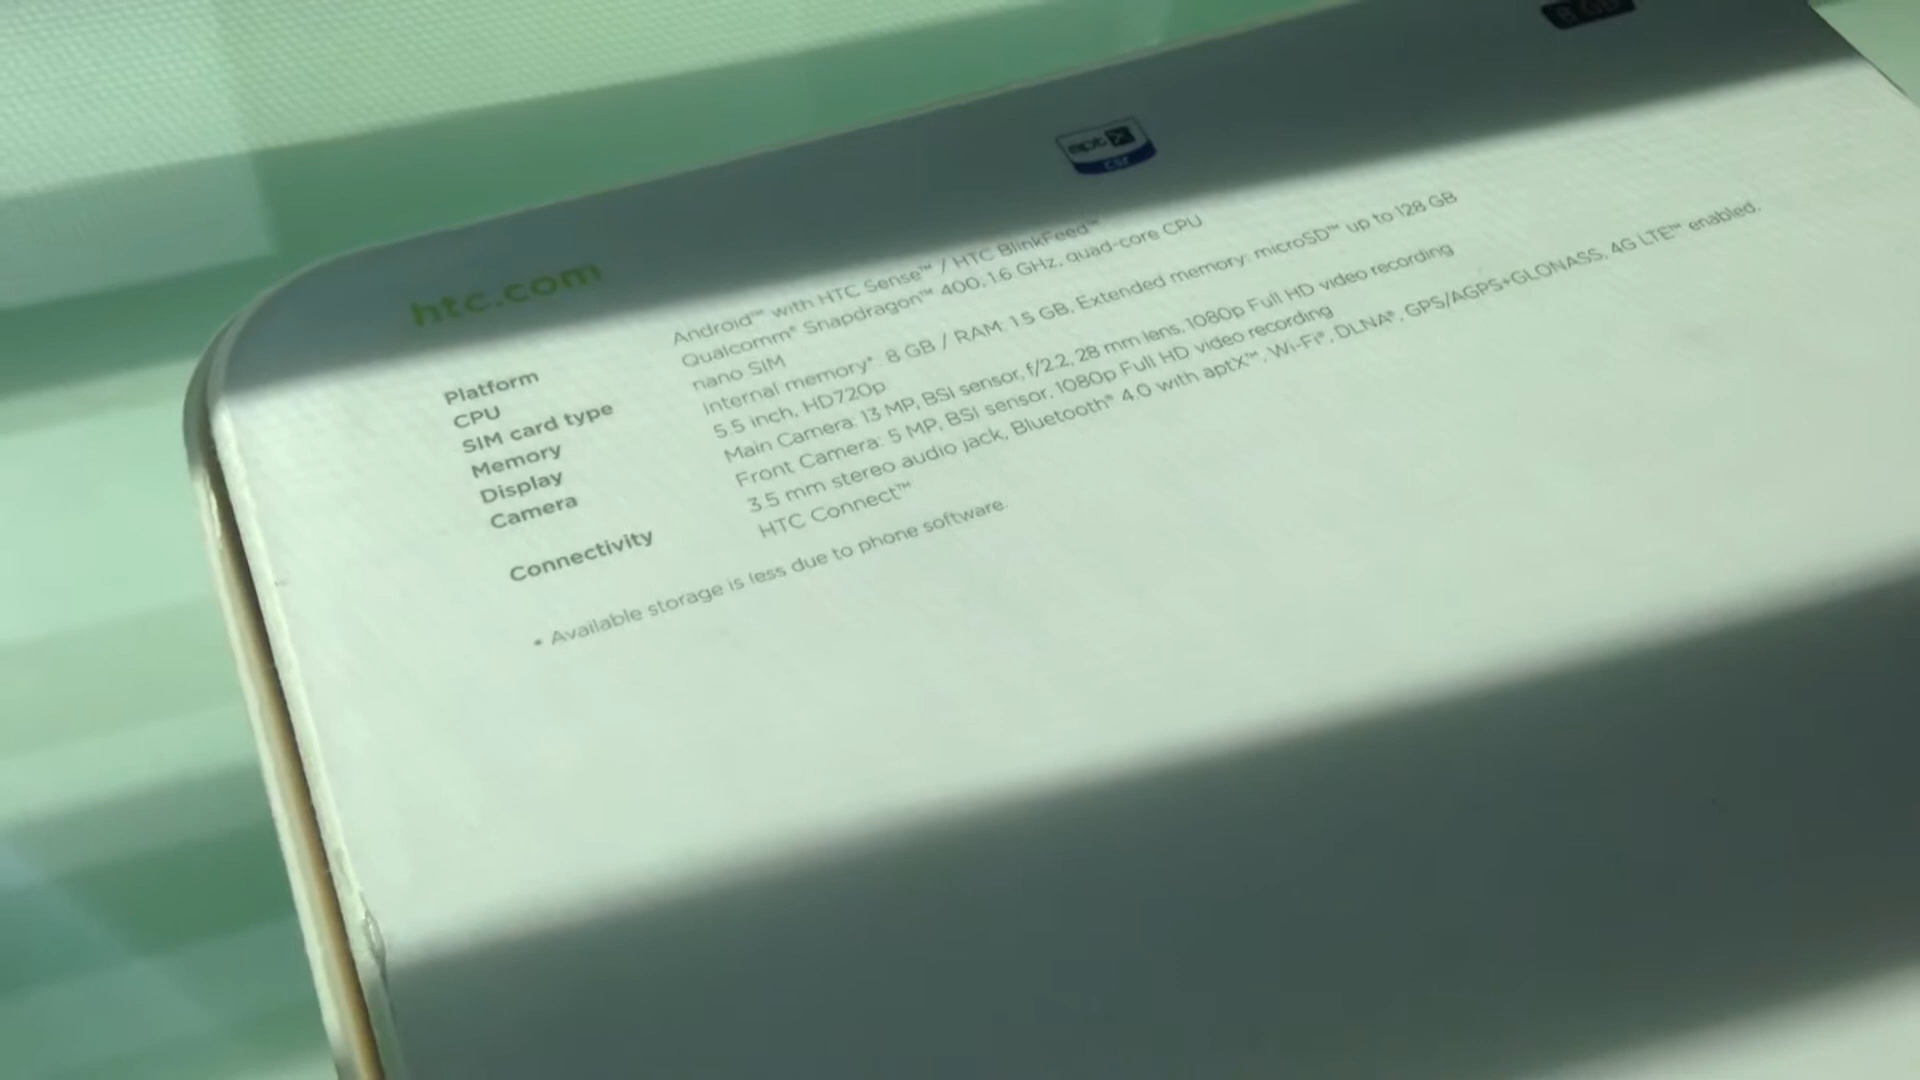 8 GB
aptX
CSR
htc.com
Platform Android™ with HTC Sense™ / HTC BlinkFeed™
CPU Qualcomm® Snapdragon™ 400, 1.6 GHz, quad-core CPU
SIM card type nano SIM
Memory Internal memory*: 8 GB / RAM: 1.5 GB, Extended memory: microSD™ up to 128 GB
Display 5.5 inch, HD720p
Camera Main Camera: 13 MP, BSI sensor, f/2.2, 28 mm lens, 1080p Full HD video recording
Front Camera: 5 MP, BSI sensor, 1080p Full HD video recording
Connectivity 3.5 mm stereo audio jack, Bluetooth® 4.0 with aptX™, Wi-Fi®, DLNA®, GPS/AGPS+GLONASS, 4G LTE™ enabled,
HTC Connect™
* Available storage is less due to phone software.